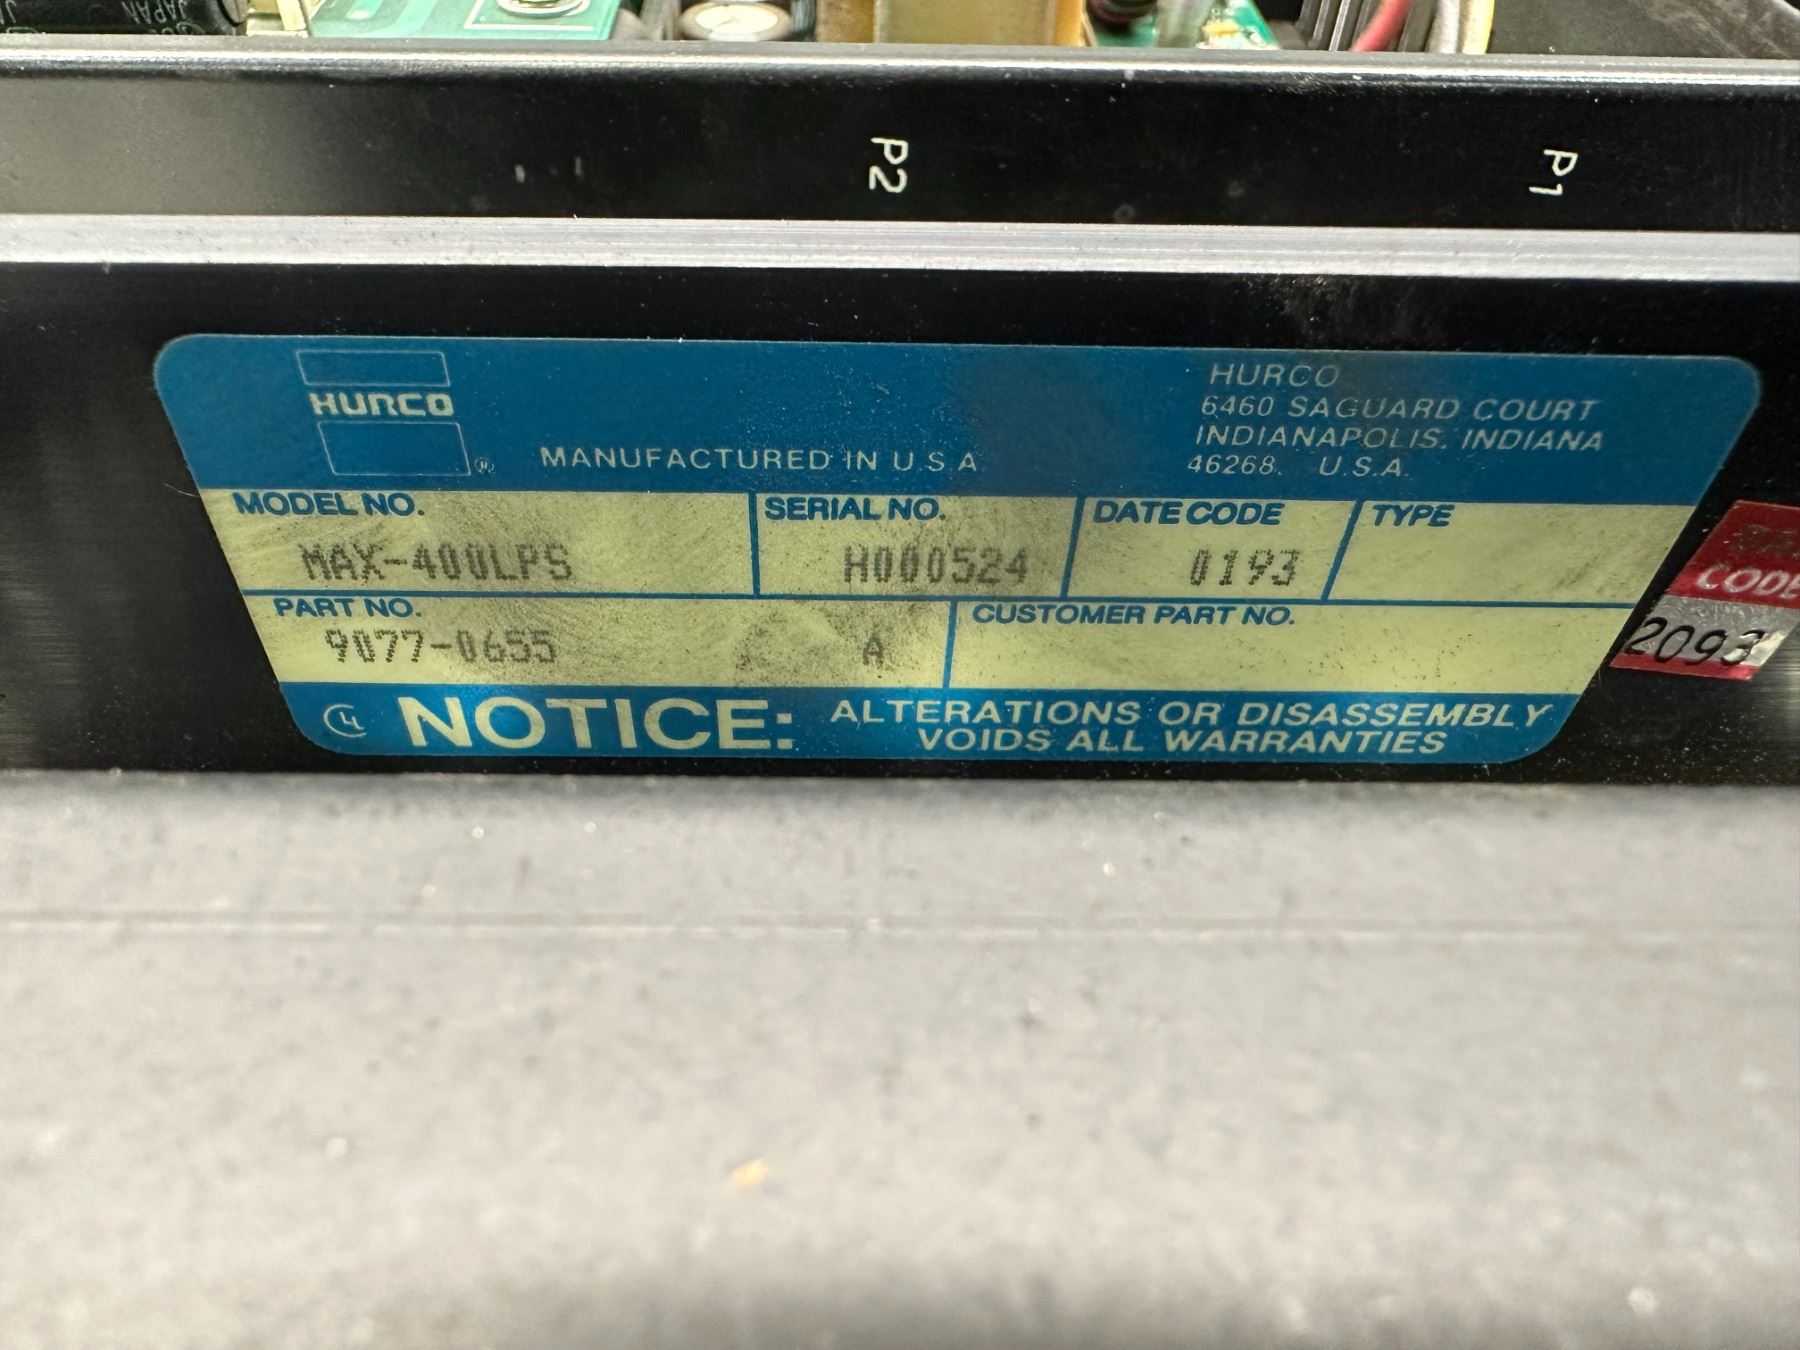 JAPAN
P2
P1
HURCO
®
MANUFACTURED IN U.S.A
HURCO
6460 SAGUARD COURT
INDIANAPOLIS, INDIANA
46268. U.S.A.
MODEL NO.
MAX-400LPS
SERIAL NO.
H000524
DATE CODE
0193
TYPE
PART NO.
9077-0655 A
CUSTOMER PART NO.
NOTICE: ALTERATIONS OR DISASSEMBLY
VOIDS ALL WARRANTIES
CODE
2093